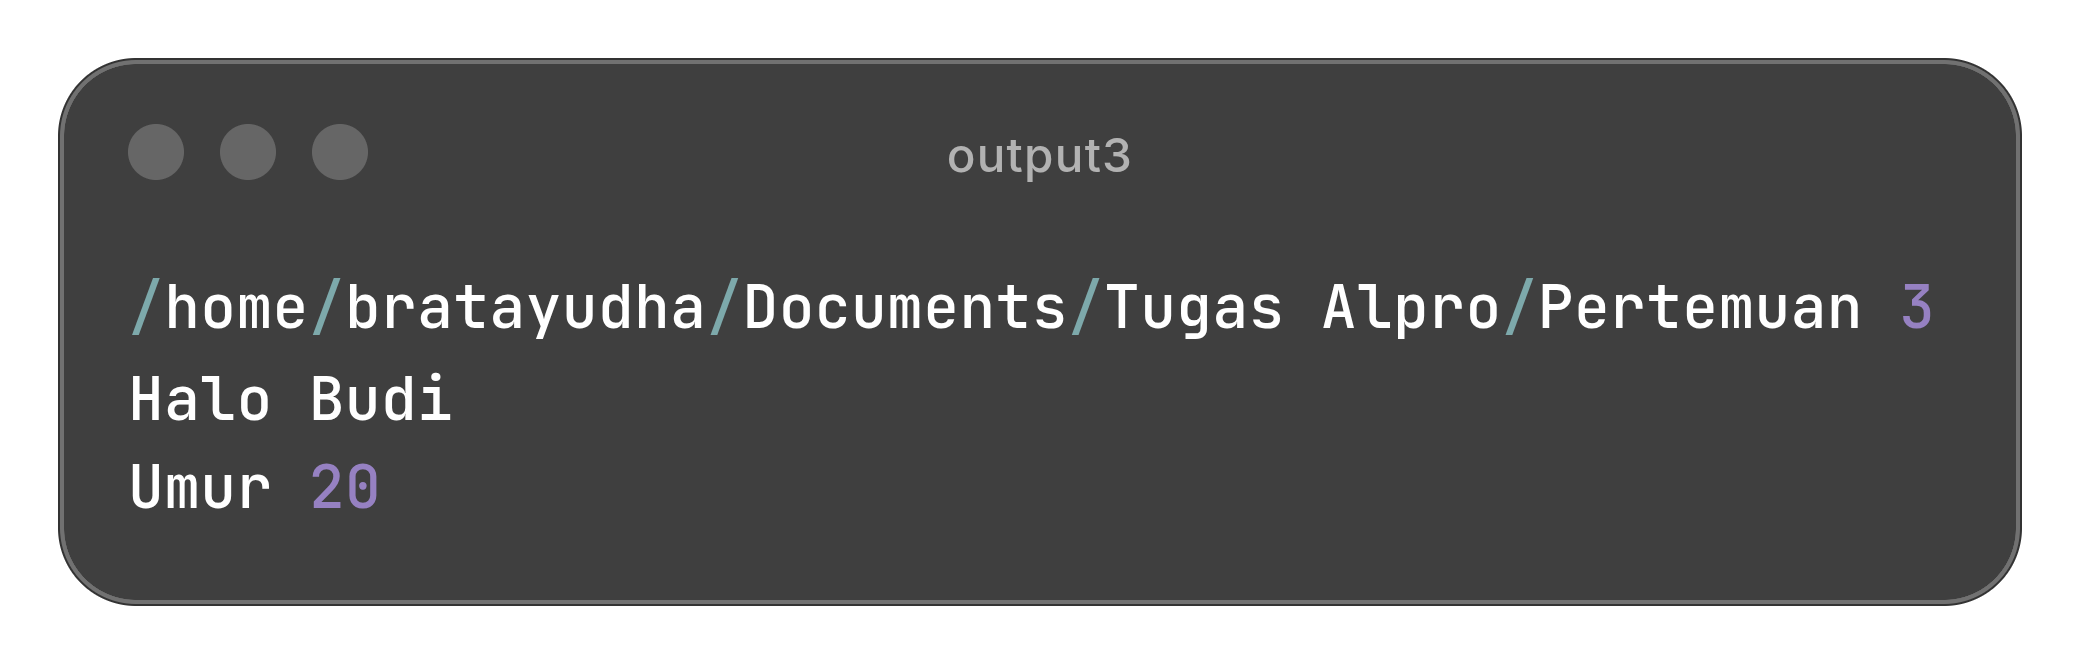 output3
/home/bratayudha/Documents/Tugas Alpro/Pertemuan 3
Halo Budi
Umur 20